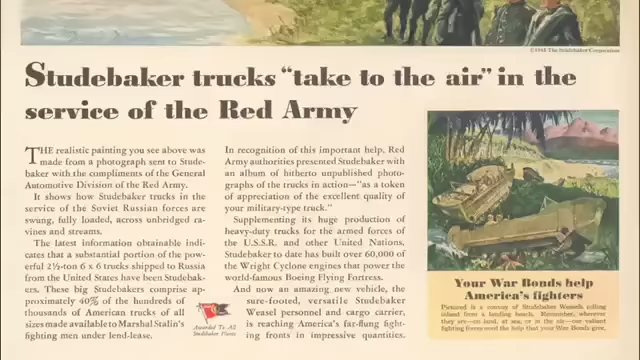 ©1945 The Studebaker Corporation
Studebaker trucks "take to the air" in the
service of the Red Army
THE realistic painting you see above was
made from a photograph sent to Stude-
baker with the compliments of the General
Automotive Division of the Red Army.
It shows how Studebaker trucks in the
service of the Soviet Russian forces are
swung, fully loaded, across unbridged ra-
vines and streams.
The latest information obtainable indi-
cates that a substantial portion of the pow-
erful 2½-ton 6 x 6 trucks shipped to Russia
from the United States have been Studebak-
ers. These big Studebakers comprise ap-
proximately 40% of the hundreds of
thousands of American trucks of all
sizes made available to Marshal Stalin's
fighting men under lend-lease.
Awarded To All
Studebaker Plants
In recognition of this important help, Red
Army authorities presented Studebaker with
an album of hitherto unpublished photo-
graphs of the trucks in action—"as a token
of appreciation of the excellent quality of
your military-type truck."
Supplementing its huge production of
heavy-duty trucks for the armed forces of
the U.S.S.R. and other United Nations,
Studebaker to date has built over 60,000 of
the Wright Cyclone engines that power the
world-famous Boeing Flying Fortress.
And now an amazing new vehicle, the
sure-footed, versatile Studebaker
Weasel personnel and cargo carrier,
is reaching America's far-flung fight-
ing fronts in impressive quantities.
Your War Bonds help
America's fighters
Pictured is a convoy of Studebaker Weasels rolling
inland from a landing beach. Remember, wherever
they are—on land, at sea, or in the air—our valiant
fighting forces need the help that your War Bonds give.